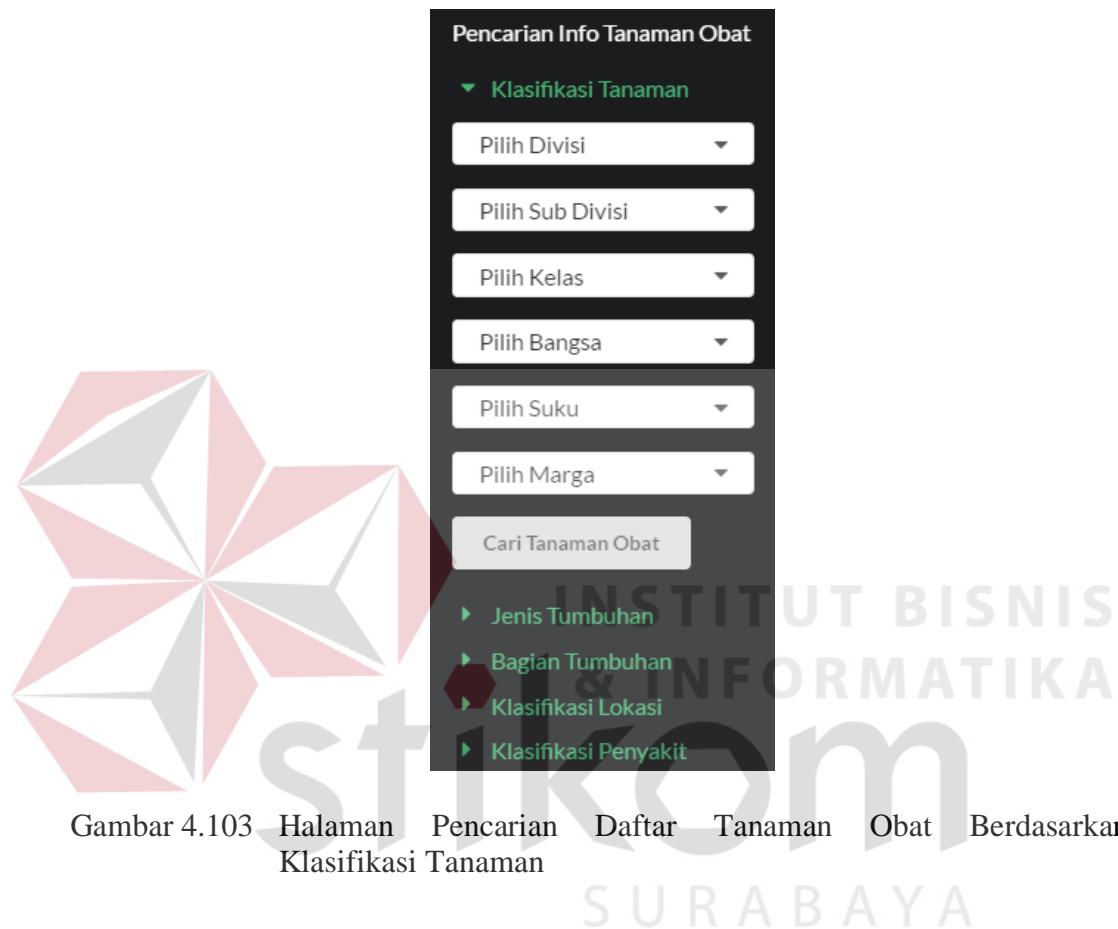 Pencarian Info Tanaman Obat
Klasifikasi Tanaman
Pilih Divisi
Pilih Sub Divisi
Pilih Kelas
Pilih Bangsa
Pilih Suku
Pilih Marga
Cari Tanaman Obat
Jenis Tumbuhan
Bagian Tumbuhan
Klasifikasi Lokasi
Klasifikasi Penyakit
INSTITUT BISNIS
& INFORMATIKA
stikom
SURABAYA
Gambar 4.103 Halaman Pencarian Daftar Tanaman Obat Berdasarkan
Klasifikasi Tanaman